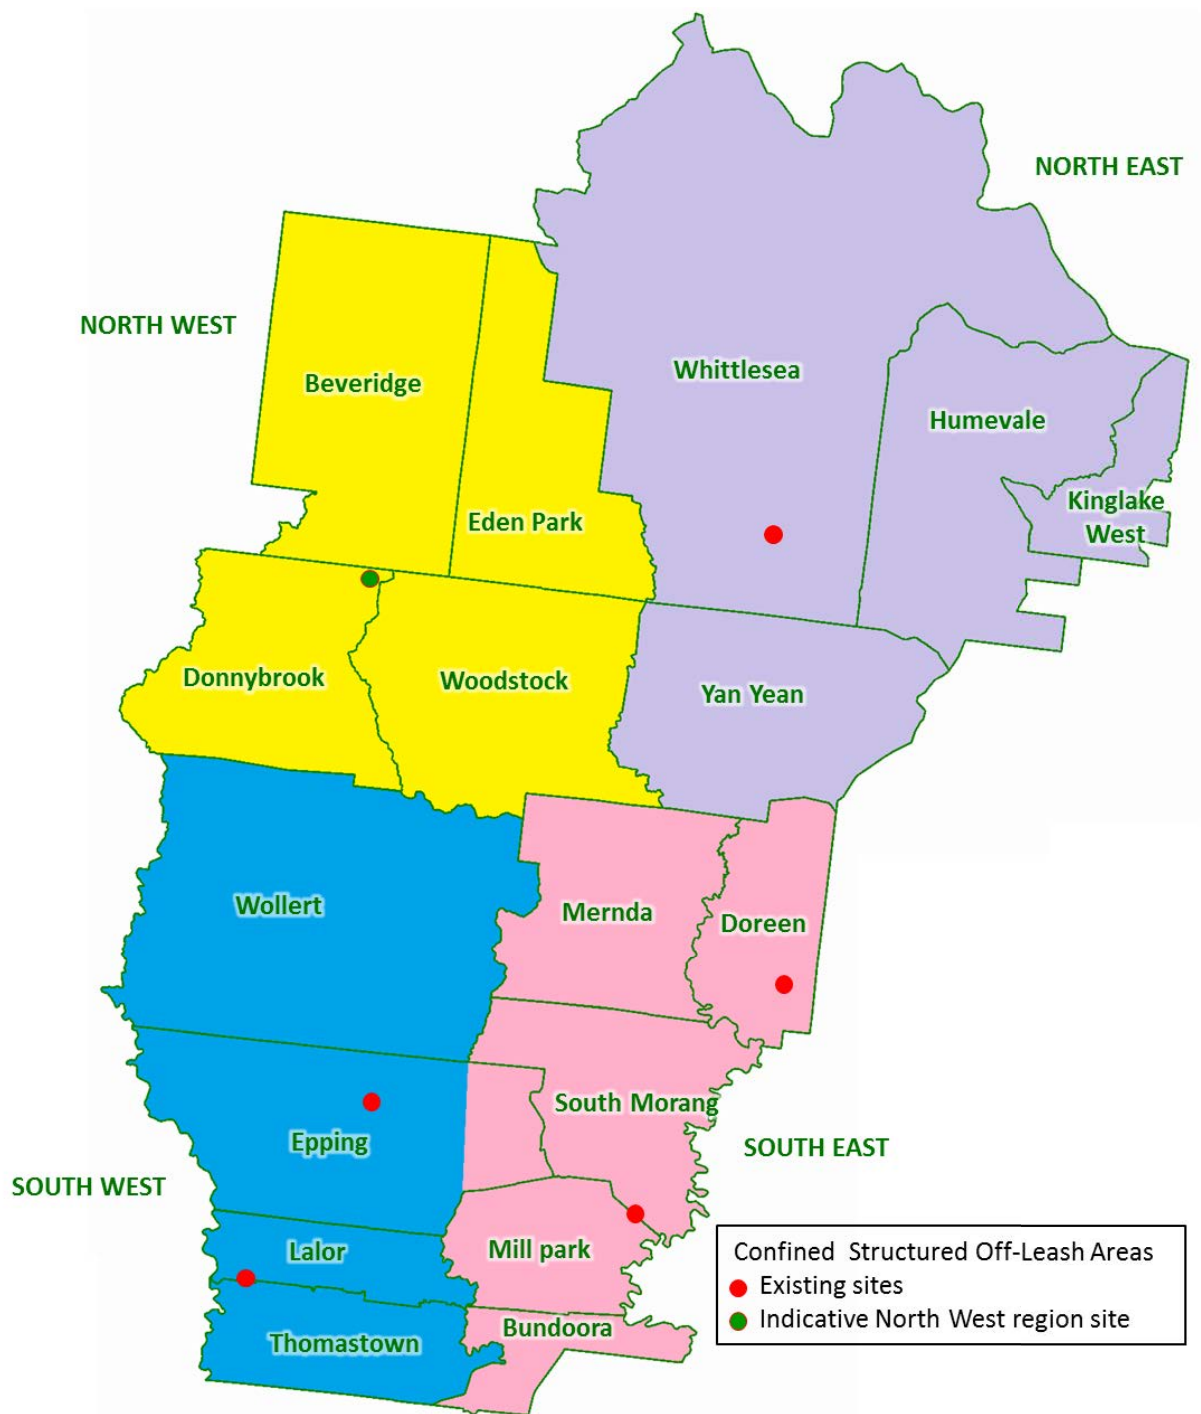 NORTH EAST
NORTH WEST
Whittlesea
Beveridge
Humevale
Kinglake
West
Eden Park
Donnybrook
Woodstock
Yan Yean
Wollert
Mernda
Doreen
South Morang
Epping
SOUTH EAST
SOUTH WEST
Lalor
Mill park
Thomastown
Bundoora
Confined Structured Off-Leash Areas
Existing sites
Indicative North West region site